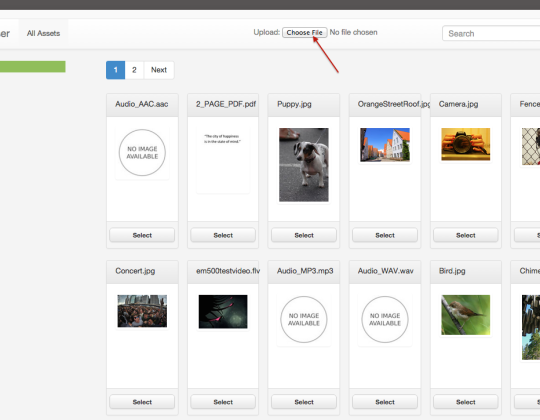 ser
All Assets
Upload: Choose File No file chosen
Search
1 2 Next
Audio_AAC.aac
2_PAGE_PDF.pdf
Puppy.jpg
OrangeStreetRoof.jpg
Camera.jpg
Fence
NO IMAGE
AVAILABLE
"The city of happiness
is in the state of mind."
Select
Select
Select
Select
Select
S
Concert.jpg
em500testvideo.flv
Audio_MP3.mp3
Audio_WAV.wav
Bird.jpg
Chime
NO IMAGE
AVAILABLE
NO IMAGE
AVAILABLE
Select
Select
Select
Select
Select
S